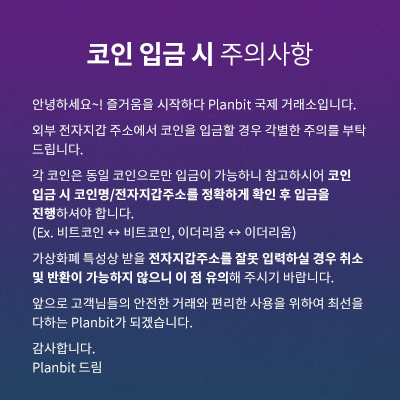 코인 입금 시 주의사항
안녕하세요~! 즐거움을 시작하다 Planbit 국제 거래소입니다.
외부 전자지갑 주소에서 코인을 입금할 경우 각별한 주의를 부탁
드립니다.
각 코인은 동일 코인으로만 입금이 가능하니 참고하시어 코인
입금 시 코인명/전자지갑주소를 정확하게 확인 후 입금을
진행하셔야 합니다.
(Ex. 비트코인 ↔ 비트코인, 이더리움 ↔ 이더리움)
가상화폐 특성상 받을 전자지갑주소를 잘못 입력하실 경우 취소
및 반환이 가능하지 않으니 이 점 유의해 주시기 바랍니다.
앞으로 고객님들의 안전한 거래와 편리한 사용을 위하여 최선을
다하는 Planbit가 되겠습니다.
감사합니다.
Planbit 드림